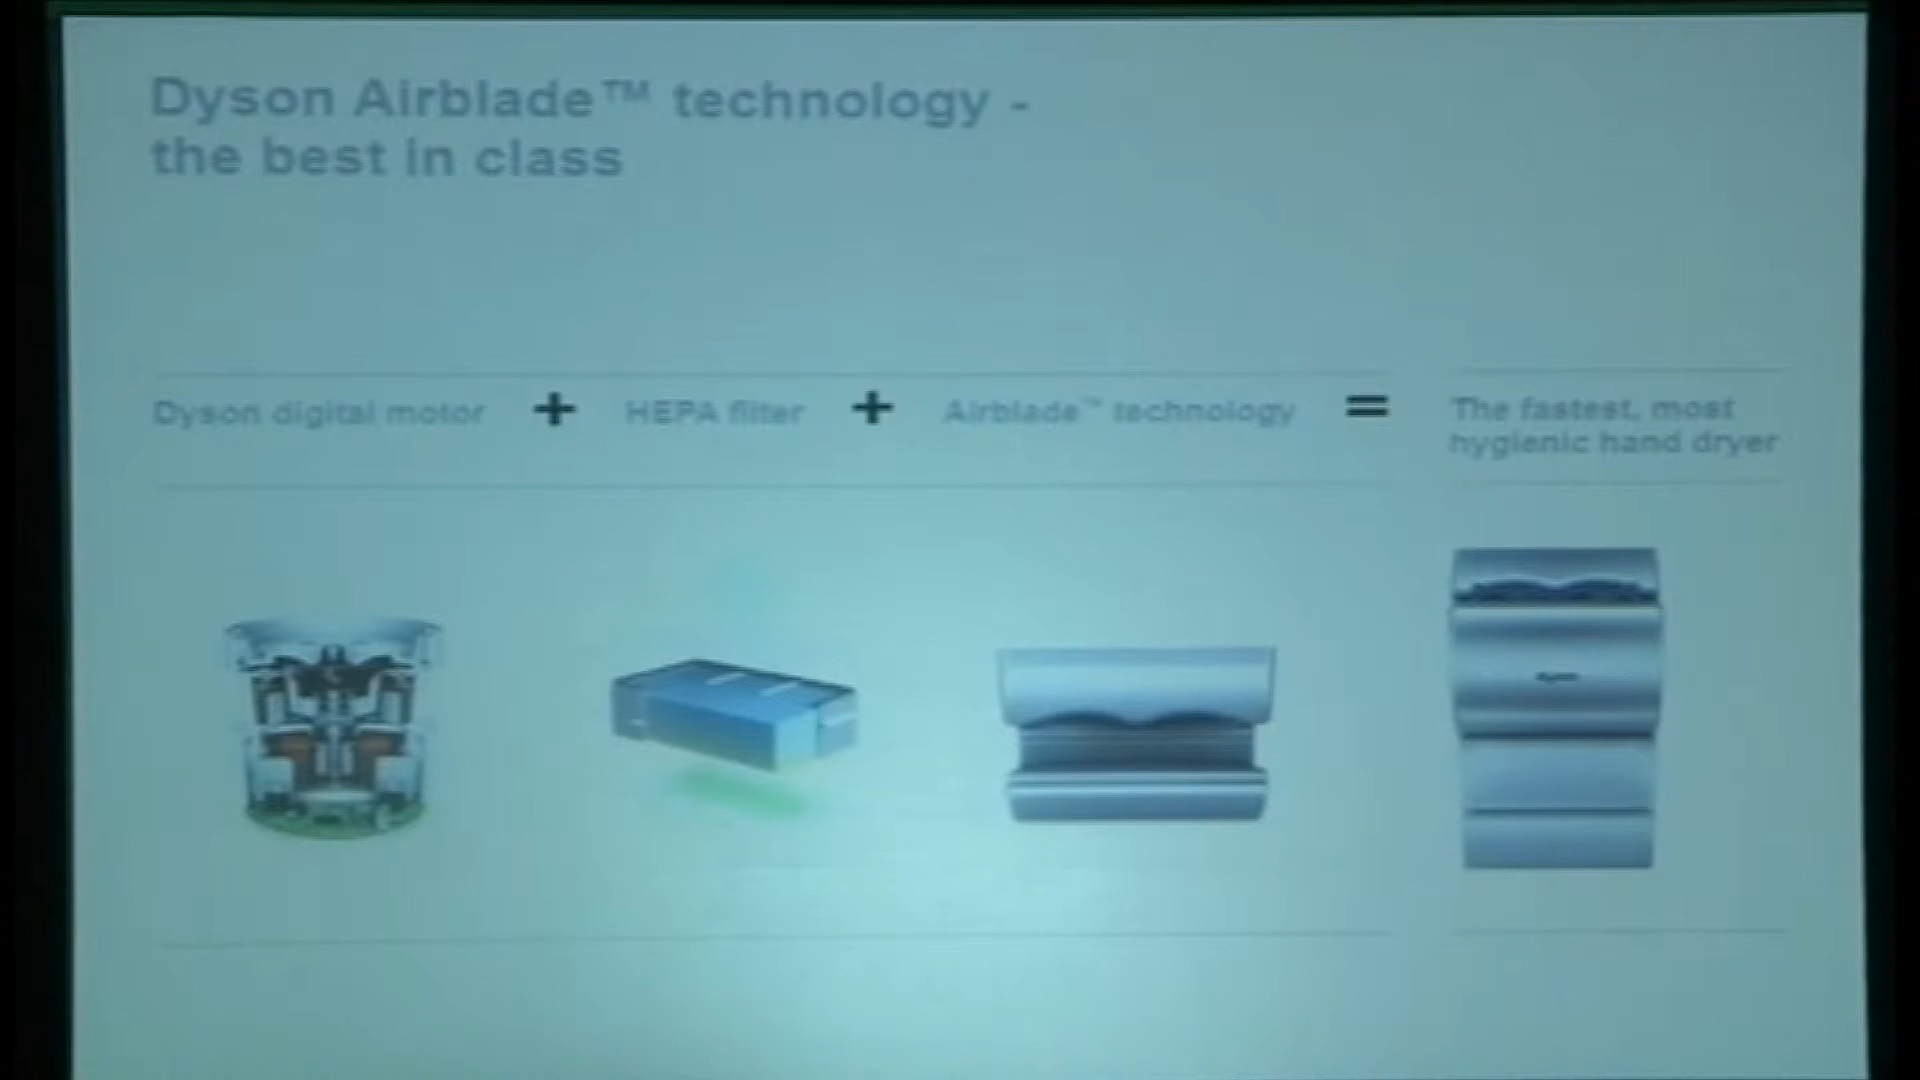 Dyson Airblade™ technology -
the best in class
Dyson digital motor + HEPA filter + Airblade™ technology = The fastest, most
hygienic hand dryer
dyson